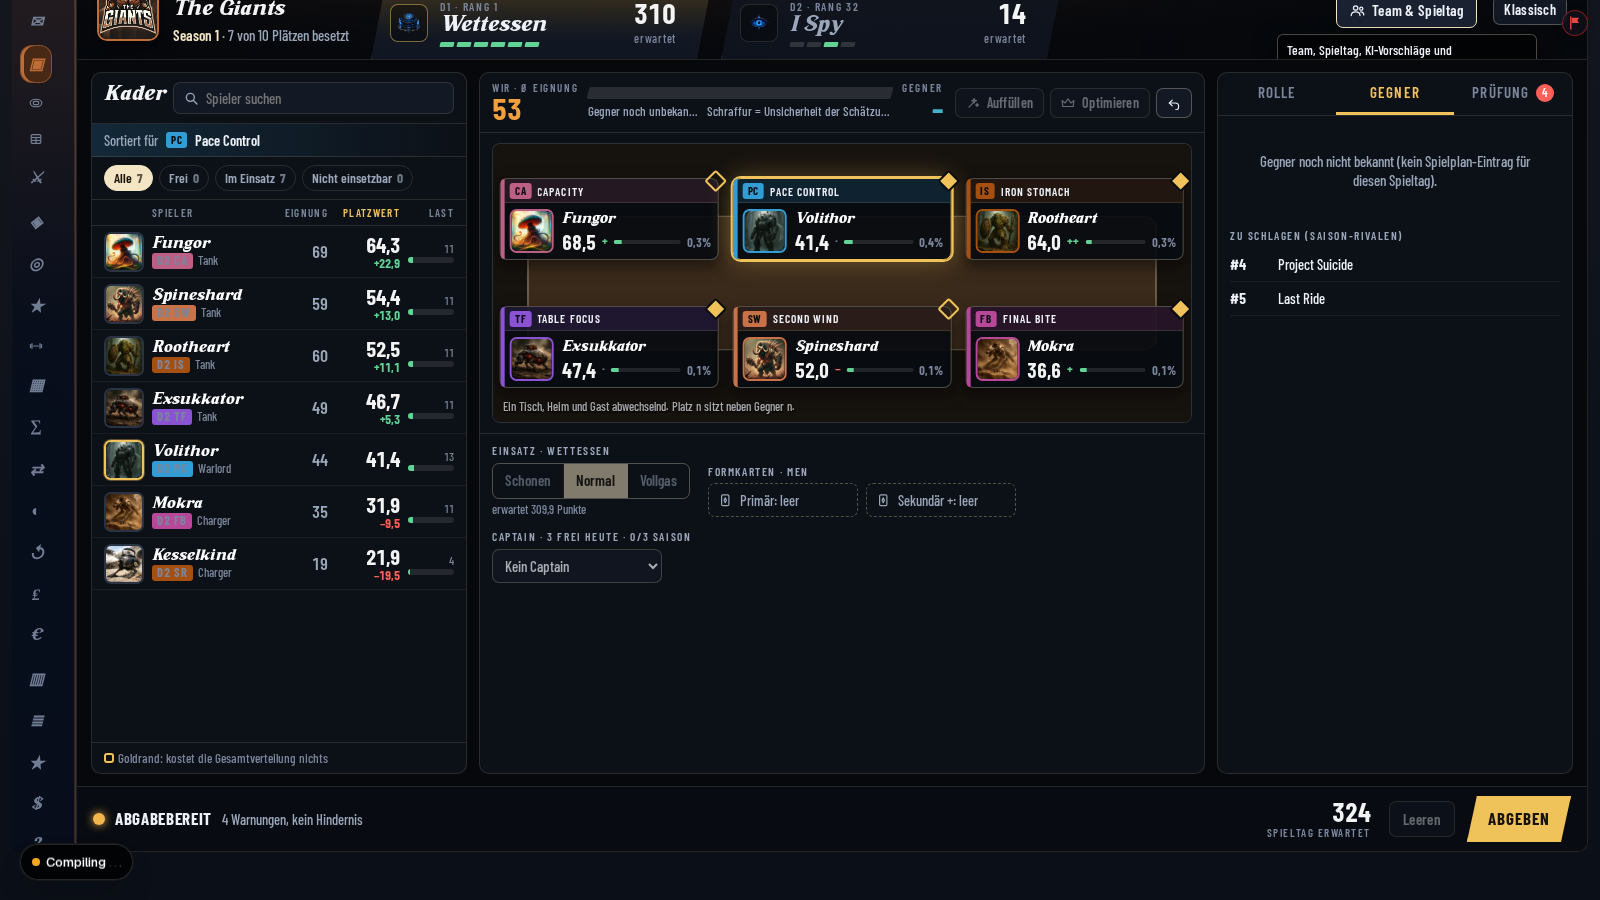 The Giants
Season 1 · 7 von 10 Plätzen besetzt
D1 · RANG 1
Wettessen
310
erwartet
D2 · RANG 32
I Spy
14
erwartet
Team & Spieltag
Klassisch
Team, Spieltag, KI-Vorschläge und
Kader
Spieler suchen
Sortiert für PC Pace Control
Alle 7
Frei 0
Im Einsatz 7
Nicht einsetzbar 0
SPIELER EIGNUNG PLATZWERT LAST
Fungor 69 64,3 11
Tank +22,9
Spineshard 59 54,4 11
Tank +13,0
Rootheart 60 52,5 11
D2 IS Tank +11,1
Exsukkator 49 46,7 11
D2 TF Tank +5,3
Volithor 44 41,4 13
Warlord
Mokra 35 31,9 11
D2 FB Charger −9,5
Kesselkind 19 21,9 4
D2 SR Charger −19,5
Goldrand: kostet die Gesamtverteilung nichts
WIR · Ø EIGNUNG
53
GEGNER
–
Gegner noch unbekan... Schraffur = Unsicherheit der Schätzu...
Auffüllen
Optimieren
CA CAPACITY
Fungor
68,5 + 0,3%
PC PACE CONTROL
Volithor
41,4 · 0,4%
IS IRON STOMACH
Rootheart
64,0 ++ 0,3%
TF TABLE FOCUS
Exsukkator
47,4 · 0,1%
SW SECOND WIND
Spineshard
52,0 − 0,1%
FB FINAL BITE
Mokra
36,6 + 0,1%
Ein Tisch, Heim und Gast abwechselnd. Platz n sitzt neben Gegner n.
EINSATZ · WETTESSEN
Schonen
Normal
Vollgas
erwartet 309,9 Punkte
FORMKARTEN · MEN
Primär: leer
Sekundär +: leer
CAPTAIN · 3 FREI HEUTE · 0/3 SAISON
Kein Captain
ROLLE
GEGNER
PRÜFUNG 4
Gegner noch nicht bekannt (kein Spielplan-Eintrag für
diesen Spieltag).
ZU SCHLAGEN (SAISON-RIVALEN)
#4 Project Suicide
#5 Last Ride
ABGABEBEREIT 4 Warnungen, kein Hindernis
324
SPIELTAG ERWARTET
Leeren
ABGEBEN
Compiling ...